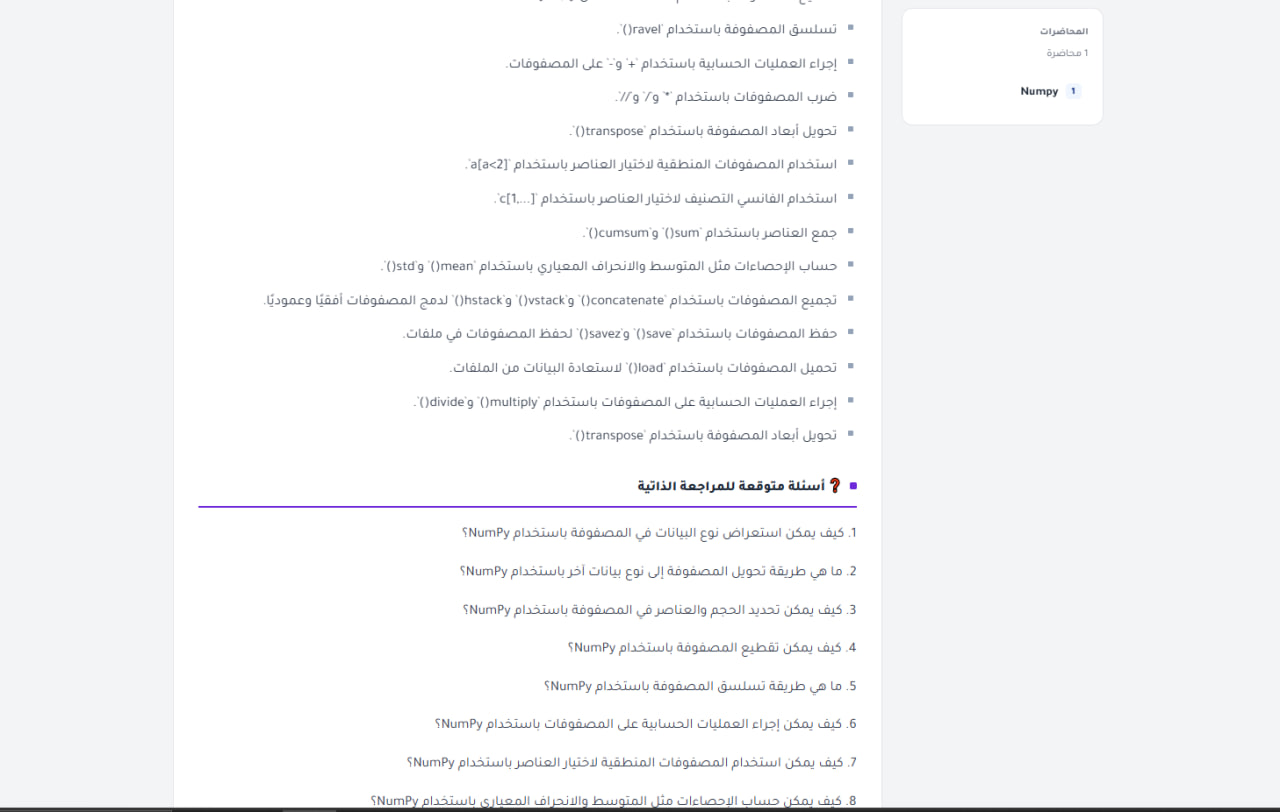 تسلسق المصفوفة باستخدام `ravel()`.
إجراء العمليات الحسابية باستخدام `+` و`-` على المصفوفات.
ضرب المصفوفات باستخدام `*` و`/` و`//`.
تحويل أبعاد المصفوفة باستخدام `transpose()`.
استخدام المصفوفات المنطقية لاختيار العناصر باستخدام `a[a<2]`.
استخدام الفانسي التصنيف لاختيار العناصر باستخدام `c[1,...]`.
جمع العناصر باستخدام `sum()` و`cumsum()`.
حساب الإحصاءات مثل المتوسط والانحراف المعياري باستخدام `mean()` و`std()`.
تجميع المصفوفات باستخدام `concatenate()` و`vstack()` و`hstack()` لدمج المصفوفات أفقيًا وعموديًا.
حفظ المصفوفات باستخدام `save()` و`savez()` لحفظ المصفوفات في ملفات.
تحميل المصفوفات باستخدام `load()` لاستعادة البيانات من الملفات.
إجراء العمليات الحسابية على المصفوفات باستخدام `multiply()` و`divide()`.
تحويل أبعاد المصفوفة باستخدام `transpose()`.
❓ أسئلة متوقعة للمراجعة الذاتية
1. كيف يمكن استعراض نوع البيانات في المصفوفة باستخدام NumPy؟
2. ما هي طريقة تحويل المصفوفة إلى نوع بيانات آخر باستخدام NumPy؟
3. كيف يمكن تحديد الحجم والعناصر في المصفوفة باستخدام NumPy؟
4. كيف يمكن تقطيع المصفوفة باستخدام NumPy؟
5. ما هي طريقة تسلسق المصفوفة باستخدام NumPy؟
6. كيف يمكن إجراء العمليات الحسابية على المصفوفات باستخدام NumPy؟
7. كيف يمكن استخدام المصفوفات المنطقية لاختيار العناصر باستخدام NumPy؟
8. كيف يمكن حساب الإحصاءات مثل المتوسط والانحراف المعياري باستخدام NumPy؟
المحاضرات
1 محاضرة
1 Numpy